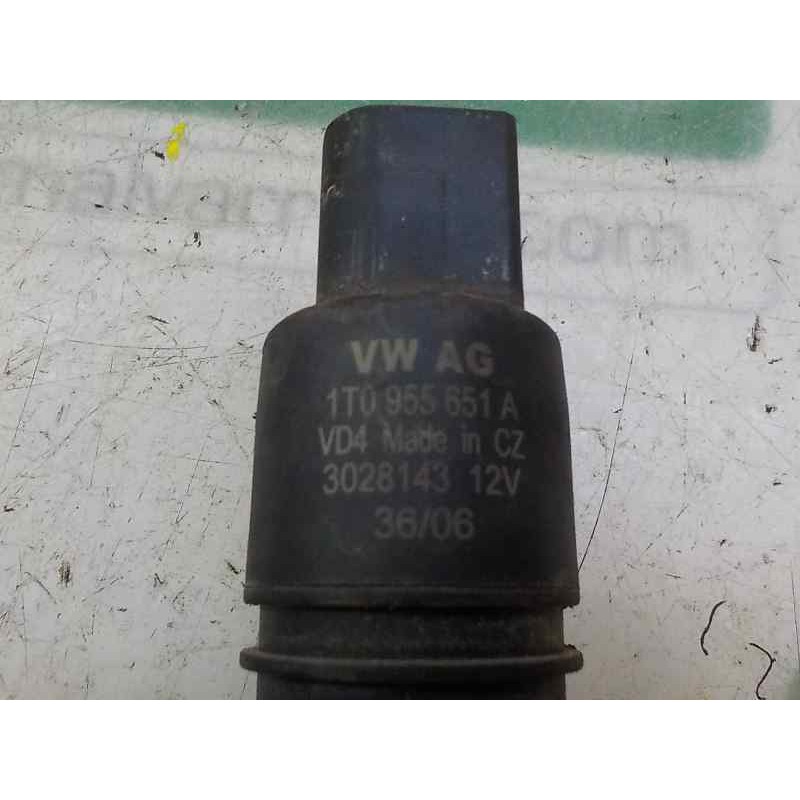 VW AG
1T0 955 651 A
VD4 Made in CZ
3028143 12V
36/06